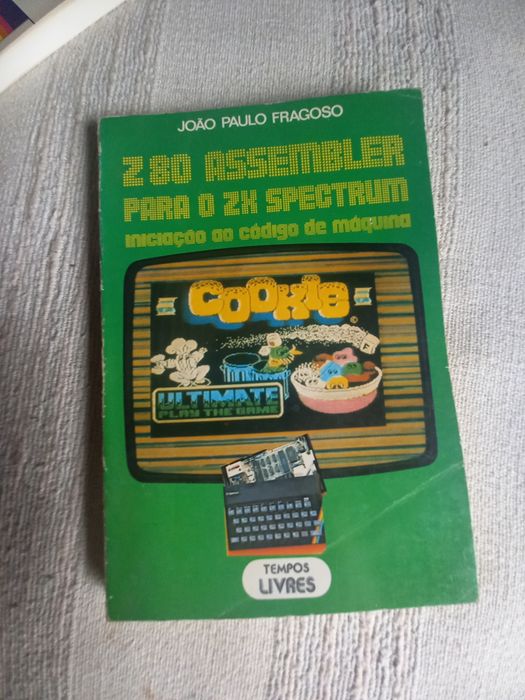 JOÃO PAULO FRAGOSO
Z80 ASSEMBLER
PARA O ZX SPECTRUM
iniciação ao código de máquina
COOKIE
©
ULTIMATE
PLAY THE GAME
TEMPOS
LIVRES